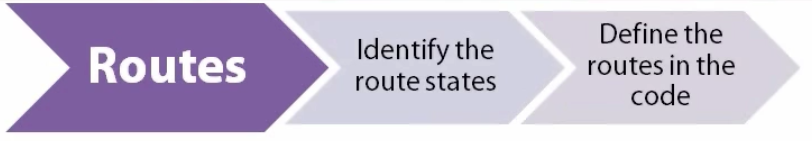 Routes
Identify the
route states
Define the
routes in the
code